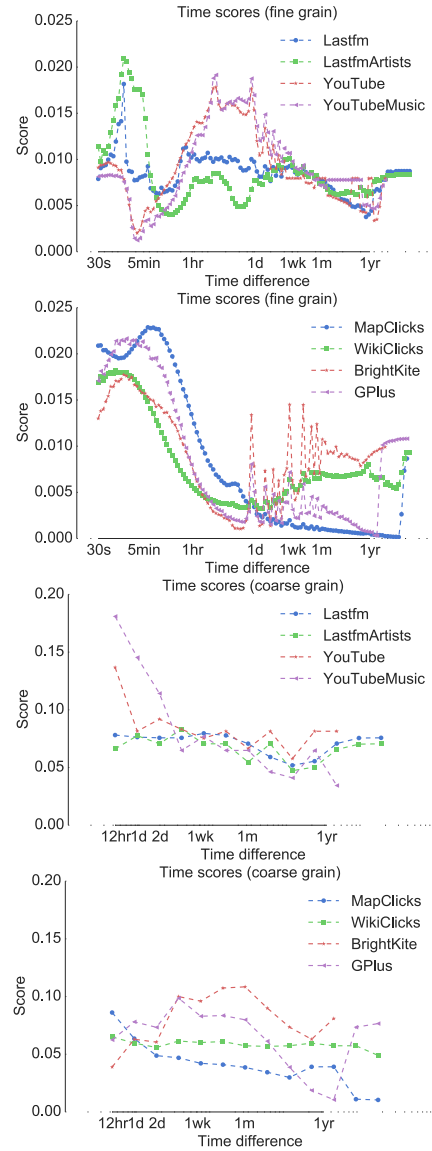 Time scores (fine grain)
0.025
0.020
0.015
0.010
0.005
0.000
Score
Lastfm
LastfmArtists
YouTube
YouTubeMusic
30s 5min 1hr 1d 1wk 1m 1yr
Time difference
Time scores (fine grain)
0.025
0.020
0.015
0.010
0.005
0.000
Score
MapClicks
WikiClicks
BrightKite
GPlus
30s 5min 1hr 1d 1wk 1m 1yr
Time difference
Time scores (coarse grain)
0.20
0.15
0.10
0.05
0.00
Score
Lastfm
LastfmArtists
YouTube
YouTubeMusic
12hr1d 2d 1wk 1m 1yr
Time difference
Time scores (coarse grain)
0.20
0.15
0.10
0.05
0.00
Score
MapClicks
WikiClicks
BrightKite
GPlus
12hr1d 2d 1wk 1m 1yr
Time difference